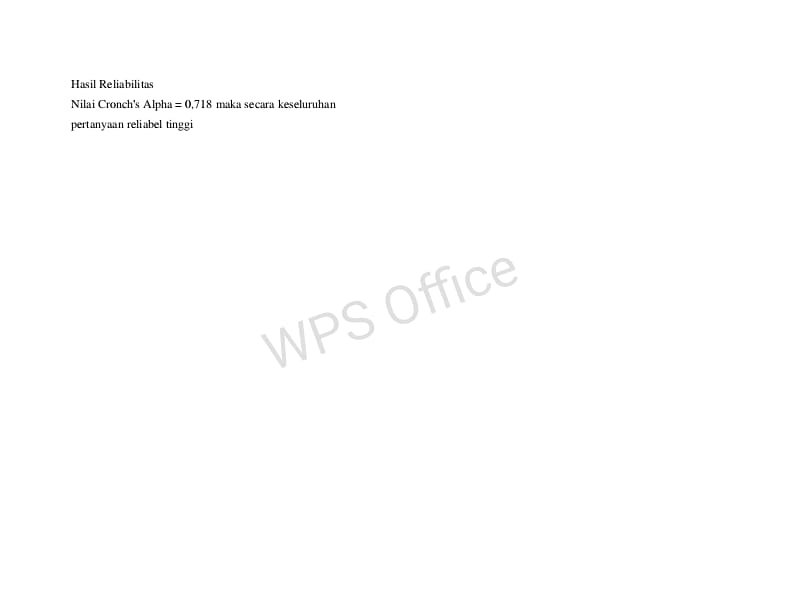 Hasil Reliabilitas
Nilai Cronch's Alpha = 0,718 maka secara keseluruhan
pertanyaan reliabel tinggi
WPS Office